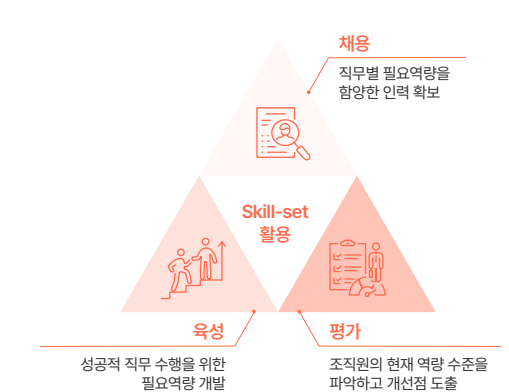 채용
직무별 필요역량을
함양한 인력 확보
Skill-set
활용
육성
성공적 직무 수행을 위한
필요역량 개발
평가
조직원의 현재 역량 수준을
파악하고 개선점 도출